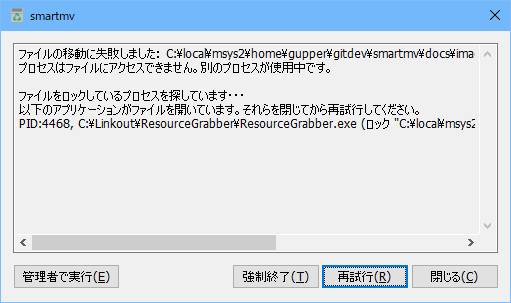 smartmv
ファイルの移動に失敗しました: C:¥local¥msys2¥home¥gupper¥gitdev¥smartmv¥docs¥ima
プロセスはファイルにアクセスできません。別のプロセスが使用中です。
ファイルをロックしているプロセスを探しています・・・
以下のアプリケーションがファイルを開いています。それらを閉じてから再試行してください。
PID:4468, C:¥Linkout¥ResourceGrabber¥ResourceGrabber.exe (ロック "C:¥local¥msys2
管理者で実行(E)
強制終了(T)
再試行(R)
閉じる(C)